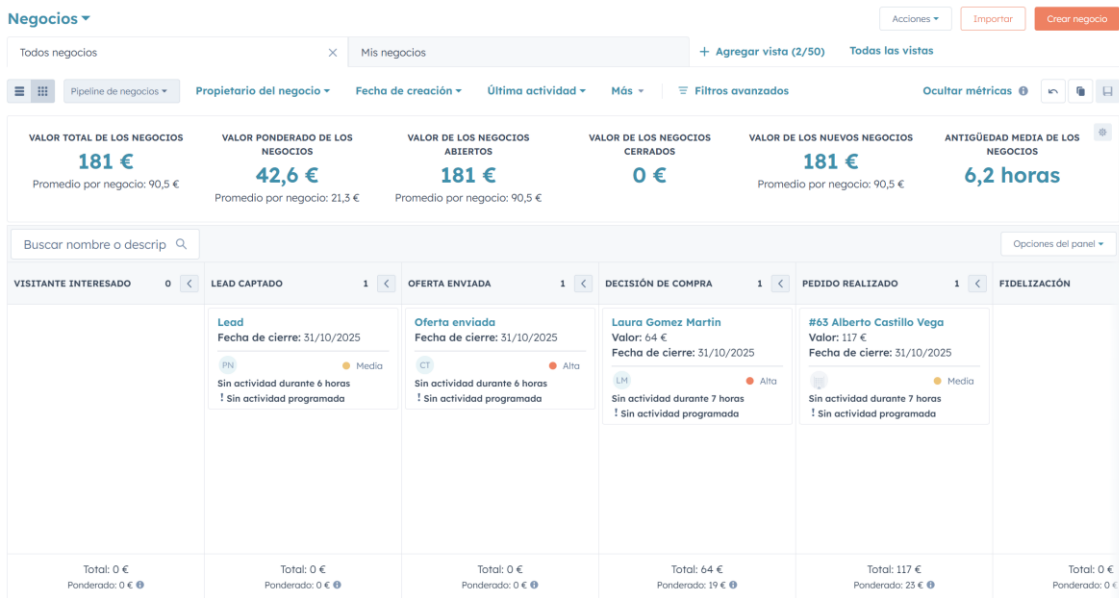 Negocios
Acciones
Importar
Crear negocio
Todos negocios
Mis negocios
+ Agregar vista (2/50)
Todas las vistas
Pipeline de negocios
Propietario del negocio
Fecha de creación
Última actividad
Más
Filtros avanzados
Ocultar métricas
VALOR TOTAL DE LOS NEGOCIOS
181 €
Promedio por negocio: 90,5 €
VALOR PONDERADO DE LOS
NEGOCIOS
42,6 €
Promedio por negocio: 21,3 €
VALOR DE LOS NEGOCIOS
ABIERTOS
181 €
Promedio por negocio: 90,5 €
VALOR DE LOS NEGOCIOS
CERRADOS
0 €
VALOR DE LOS NUEVOS NEGOCIOS
181 €
Promedio por negocio: 90,5 €
ANTIGÜEDAD MEDIA DE LOS
NEGOCIOS
6,2 horas
Buscar nombre o descrip
Opciones del panel
VISITANTE INTERESADO 0
LEAD CAPTADO 1
OFERTA ENVIADA 1
DECISIÓN DE COMPRA 1
PEDIDO REALIZADO 1
FIDELIZACIÓN
Lead
Fecha de cierre: 31/10/2025
PN
Media
Sin actividad durante 6 horas
! Sin actividad programada
Oferta enviada
Fecha de cierre: 31/10/2025
CT
Alta
Sin actividad durante 6 horas
! Sin actividad programada
Laura Gomez Martin
Valor: 64 €
Fecha de cierre: 31/10/2025
LM
Alta
Sin actividad durante 7 horas
! Sin actividad programada
#63 Alberto Castillo Vega
Valor: 117 €
Fecha de cierre: 31/10/2025
Media
Sin actividad durante 7 horas
! Sin actividad programada
Total: 0 €
Ponderado: 0 €
Total: 0 €
Ponderado: 0 €
Total: 0 €
Ponderado: 0 €
Total: 64 €
Ponderado: 19 €
Total: 117 €
Ponderado: 23 €
Total: 0 €
Ponderado: 0 €